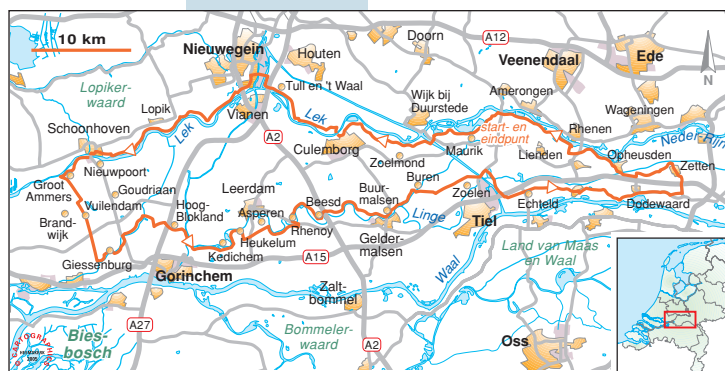 10 km
Nieuwegein
Houten
Doorn
A12
Veenendaal
Ede
Lopiker-
waard
Tull en 't Waal
Wijk bij
Duurstede
Amerongen
Wageningen
Lopik
Vianen
Lek
start- en
eindpunt
Rhenen
Neder-Rijn
Schoonhoven
Lek
A2
Culemborg
Maurik
Lienden
Opheusden
Zetten
Nieuwpoort
Zoelmond
Groot
Ammers
Goudriaan
Leerdam
Buren
Zoelen
Vuilendam
Hoog-
Blokland
Asperen
Beesd
Buur-
malsen
Echteld
Dodewaard
Brand-
wijk
Rhenoy
Linge
Tiel
Heukelum
Kedichem
Gelder-
malsen
Giessenburg
A15
Land van Maas
en Waal
Gorinchem
Waal
Zalt-
bommel
A27
Bies-
bosch
Bommeler-
waard
A2
Oss
2005